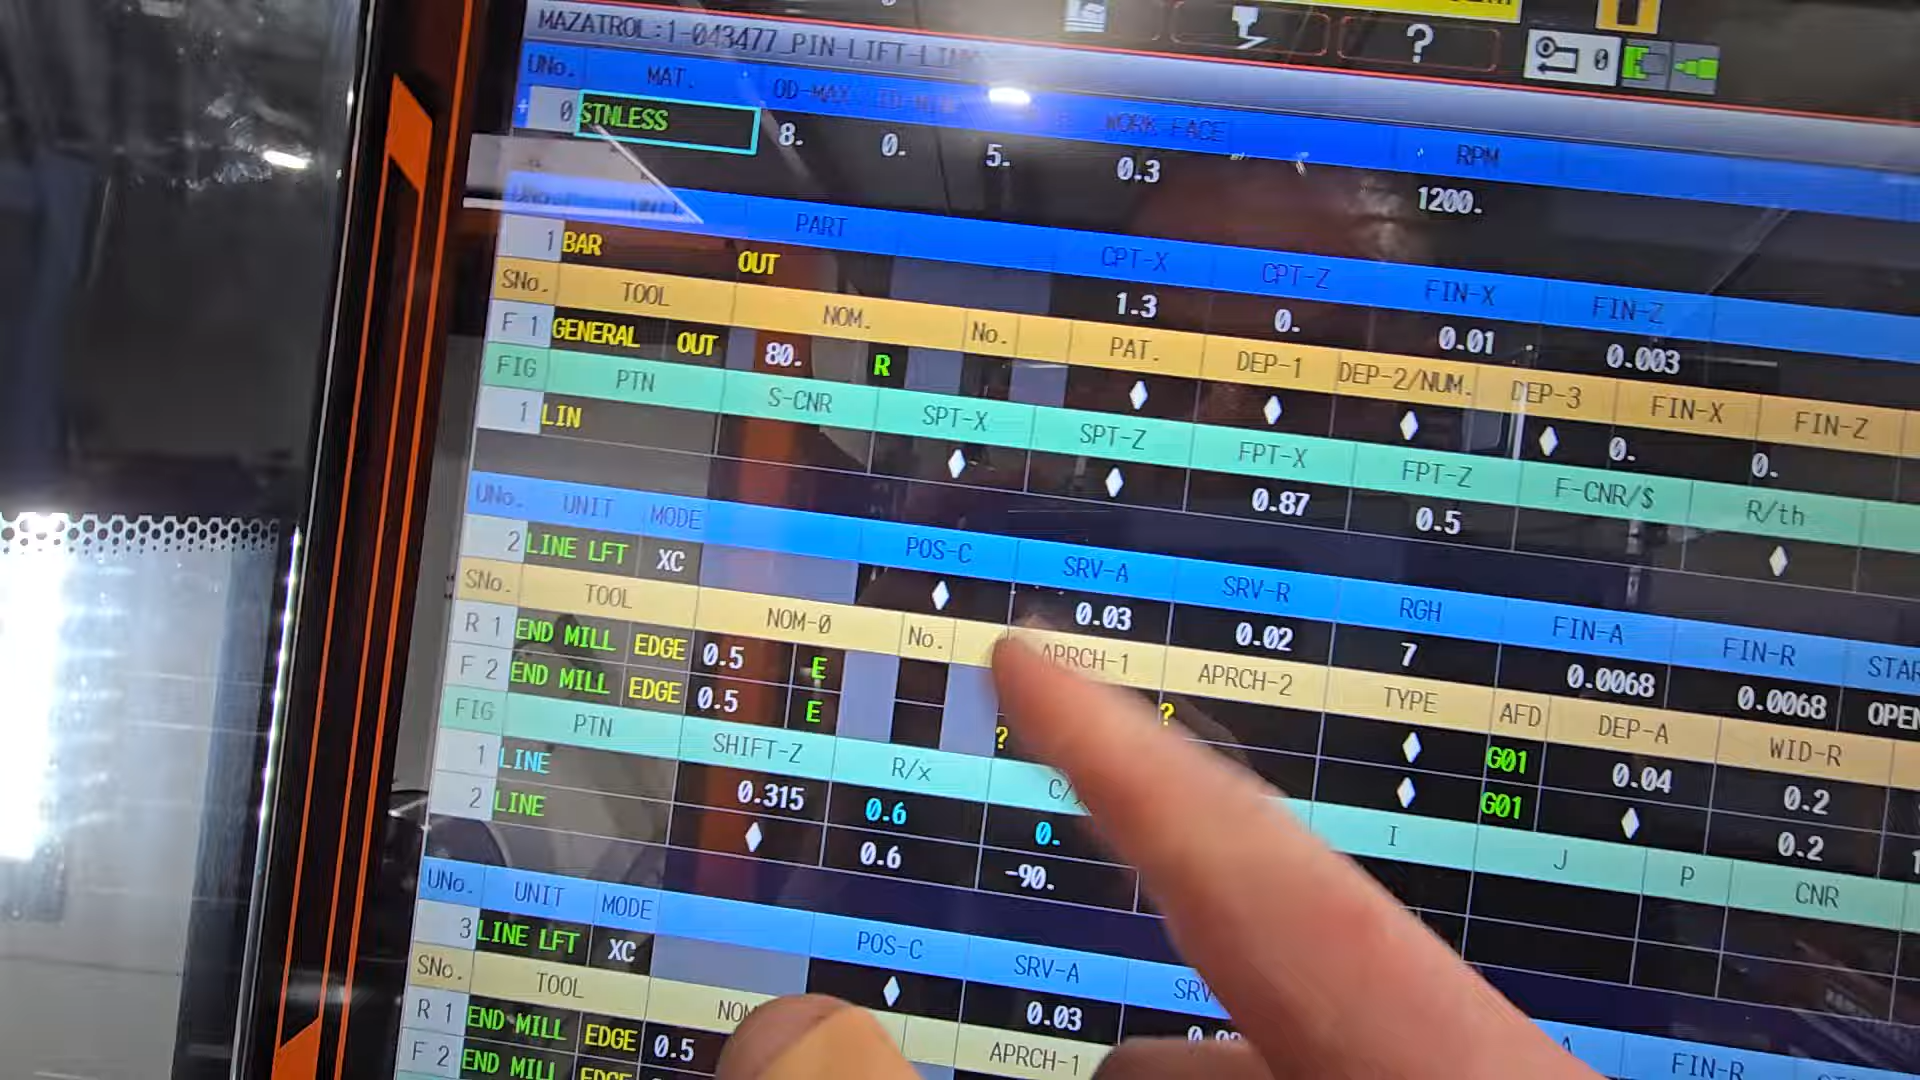 MAZATROL:1-043477_PIN-LIFT-LIN
UNo. MAT. OD-MAX WORK FACE RPM
+ 0 STNLESS 8. 0. 5. 0.3 1200.
PART CPT-X CPT-Z FIN-X FIN-Z
1 BAR OUT 1.3 0. 0.01 0.003
SNo. TOOL NOM. No. PAT. DEP-1 DEP-2/NUM. DEP-3 FIN-X FIN-Z
F 1 GENERAL OUT 80. R ♦ ♦ ♦ ♦ 0. 0.
FIG PTN S-CNR SPT-X SPT-Z FPT-X FPT-Z F-CNR/$ R/th
1 LIN ♦ ♦ 0.87 0.5 ♦
UNo. UNIT MODE POS-C SRV-A SRV-R RGH FIN-A FIN-R STAR
2 LINE LFT XC ♦ 0.03 0.02 7 0.0068 0.0068 OPEN
SNo. TOOL NOM-Ø No. APRCH-1 APRCH-2 TYPE AFD DEP-A WID-R
R 1 END MILL EDGE 0.5 E ? ♦ G01 0.04 0.2
F 2 END MILL EDGE 0.5 E ? ♦ G01 ♦ 0.2
FIG PTN SHIFT-Z R/x C/ I J P CNR
1 LINE 0.315 0.6 0.
2 LINE ♦ 0.6 -90.
UNo. UNIT MODE POS-C SRV-A SRV FIN-R
3 LINE LFT XC ♦ 0.03
SNo. TOOL NOM APRCH-1
R 1 END MILL EDGE 0.5
F 2 END MILL EDGE
? 0